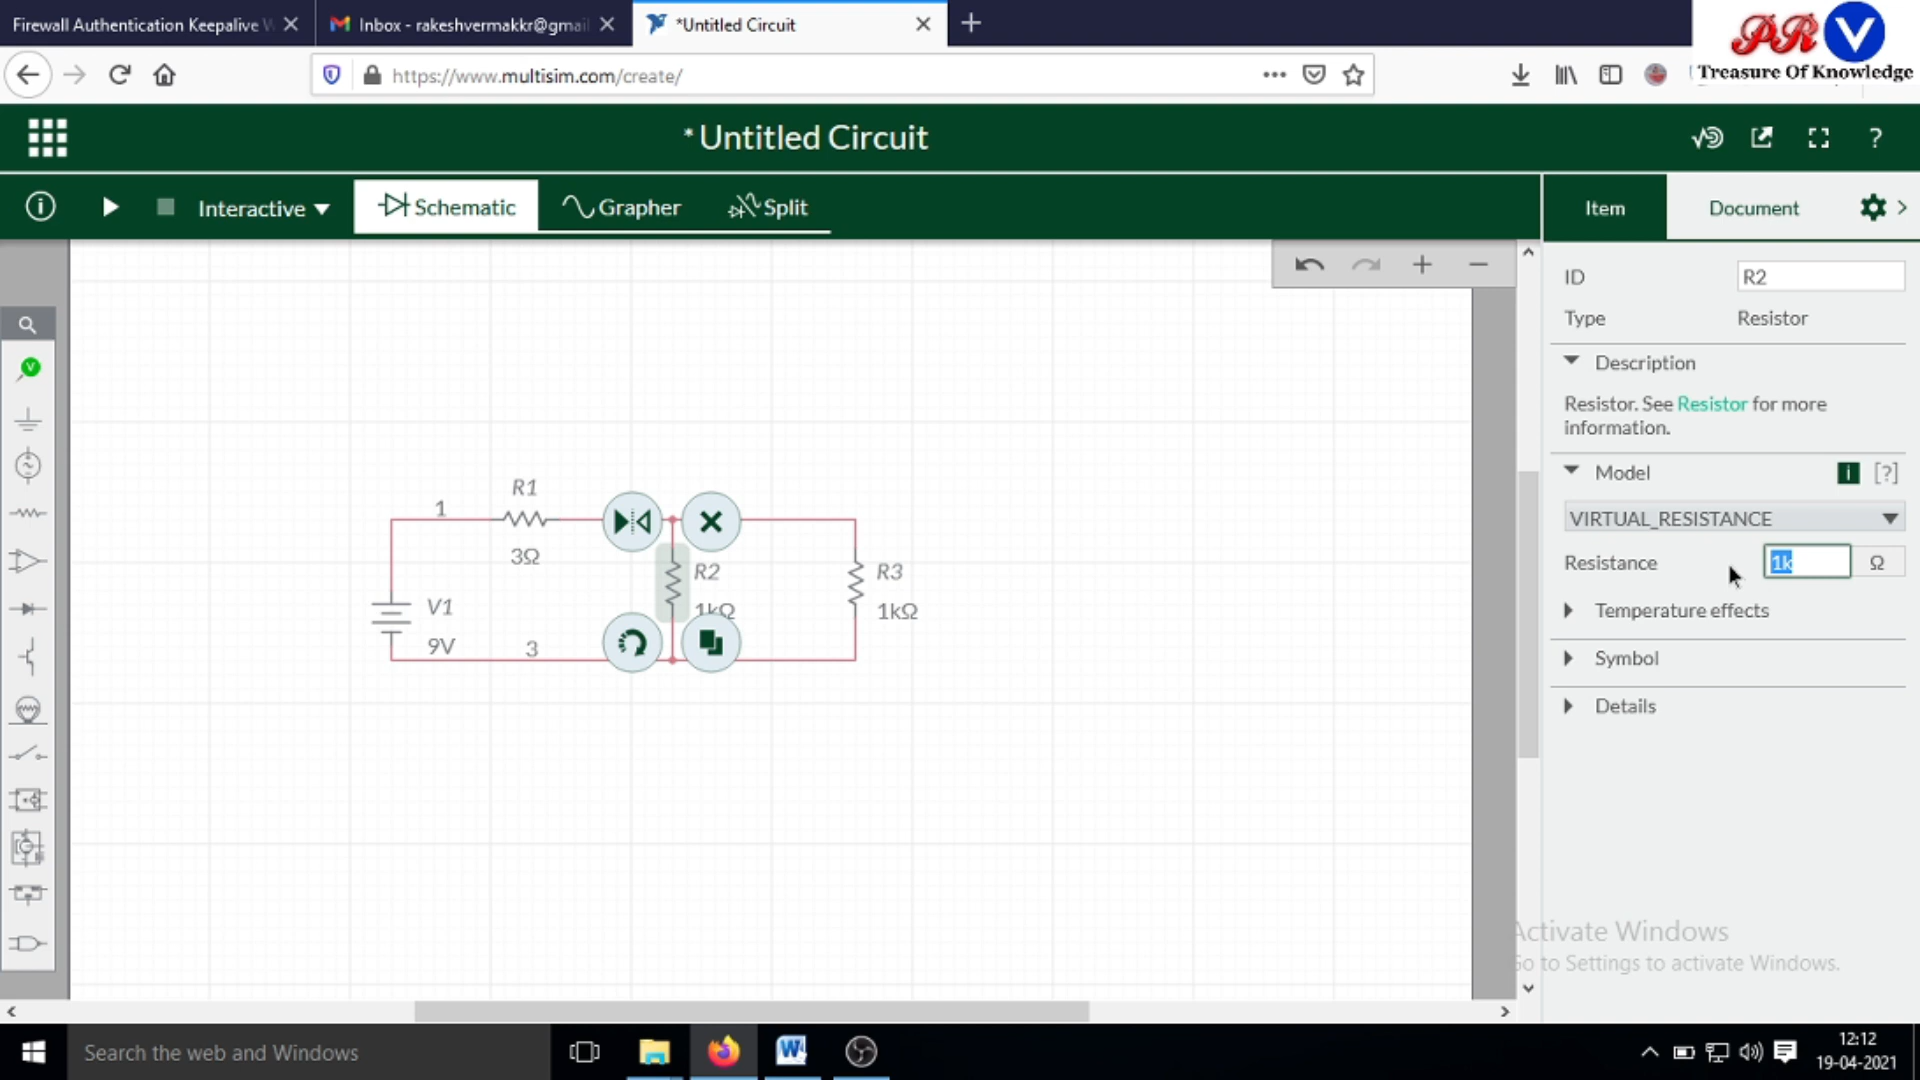 Firewall Authentication Keepalive
Inbox - rakeshvermakkr@gmai
*Untitled Circuit
PR V
Treasure Of Knowledge
https://www.multisim.com/create/
* Untitled Circuit
?
Interactive
Schematic
Grapher
Split
Item
Document
ID
R2
Type
Resistor
Description
Resistor. See Resistor for more
information.
Model
i
[?]
VIRTUAL_RESISTANCE
Resistance
1k
Ω
Temperature effects
Symbol
Details
V
R1
1
3Ω
R2
1kΩ
R3
1kΩ
V1
9V
3
Activate Windows
Go to Settings to activate Windows.
Search the web and Windows
12:12
19-04-2021